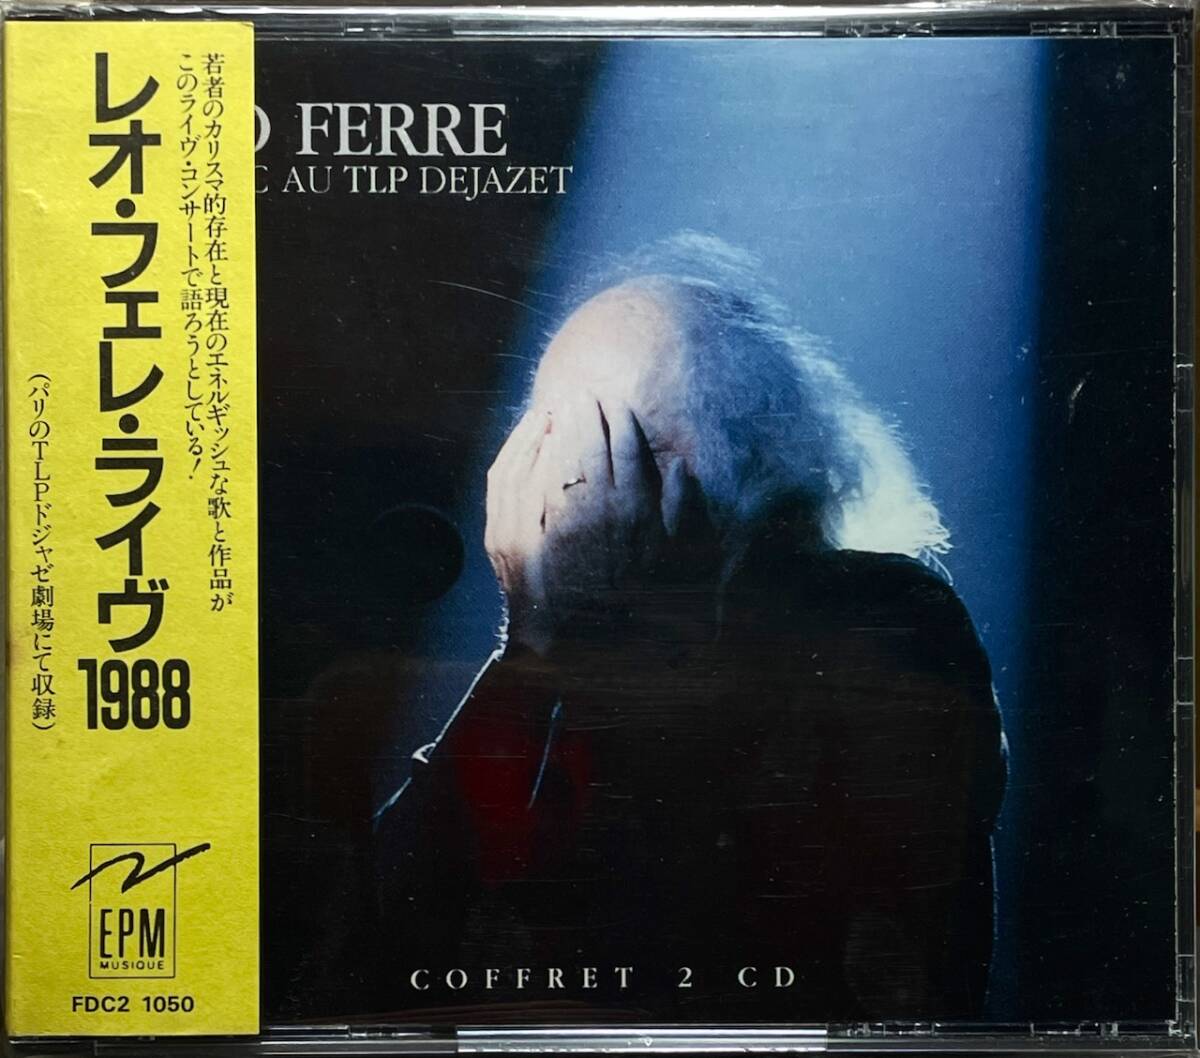 若者のカリスマ的存在と現在のエネルギッシュな歌と作品が
このライヴ・コンサートで語ろうとしている!
レオ・フェレ・ライヴ1988
(パリのTLPドジャゼ劇場にて収録)
EPM
MUSIQUE
FDC2 1050
O FERRE
C AU TLP DEJAZET
COFFRET 2 CD